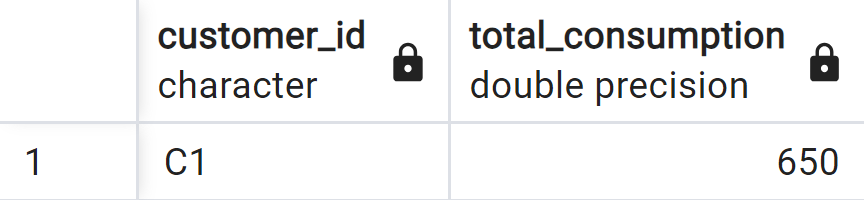 customer_id total_consumption
character double precision
1 C1 650